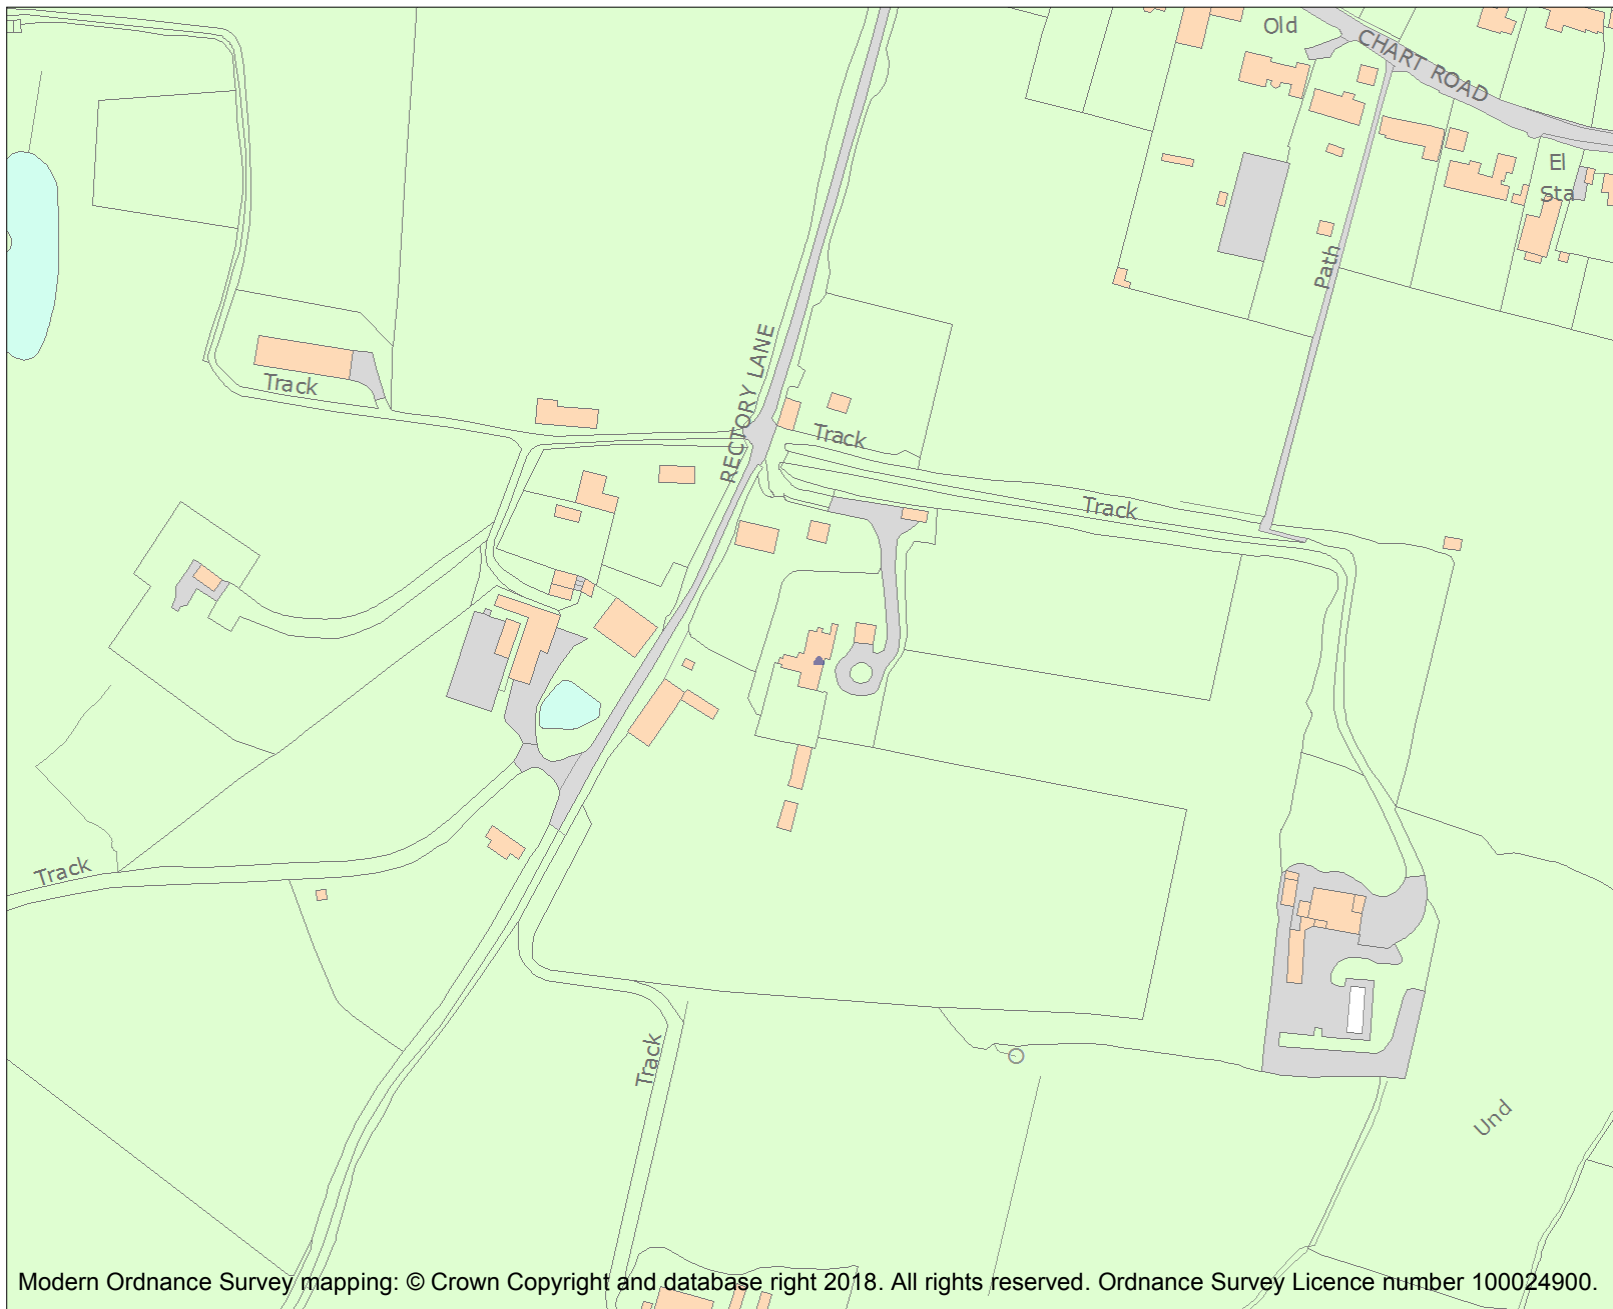 Old
CHART ROAD
El
Sta
Path
RECTORY LANE
Track
Track
Track
Track
Track
Und
Modern Ordnance Survey mapping: © Crown Copyright and database right 2018. All rights reserved. Ordnance Survey Licence number 100024900.